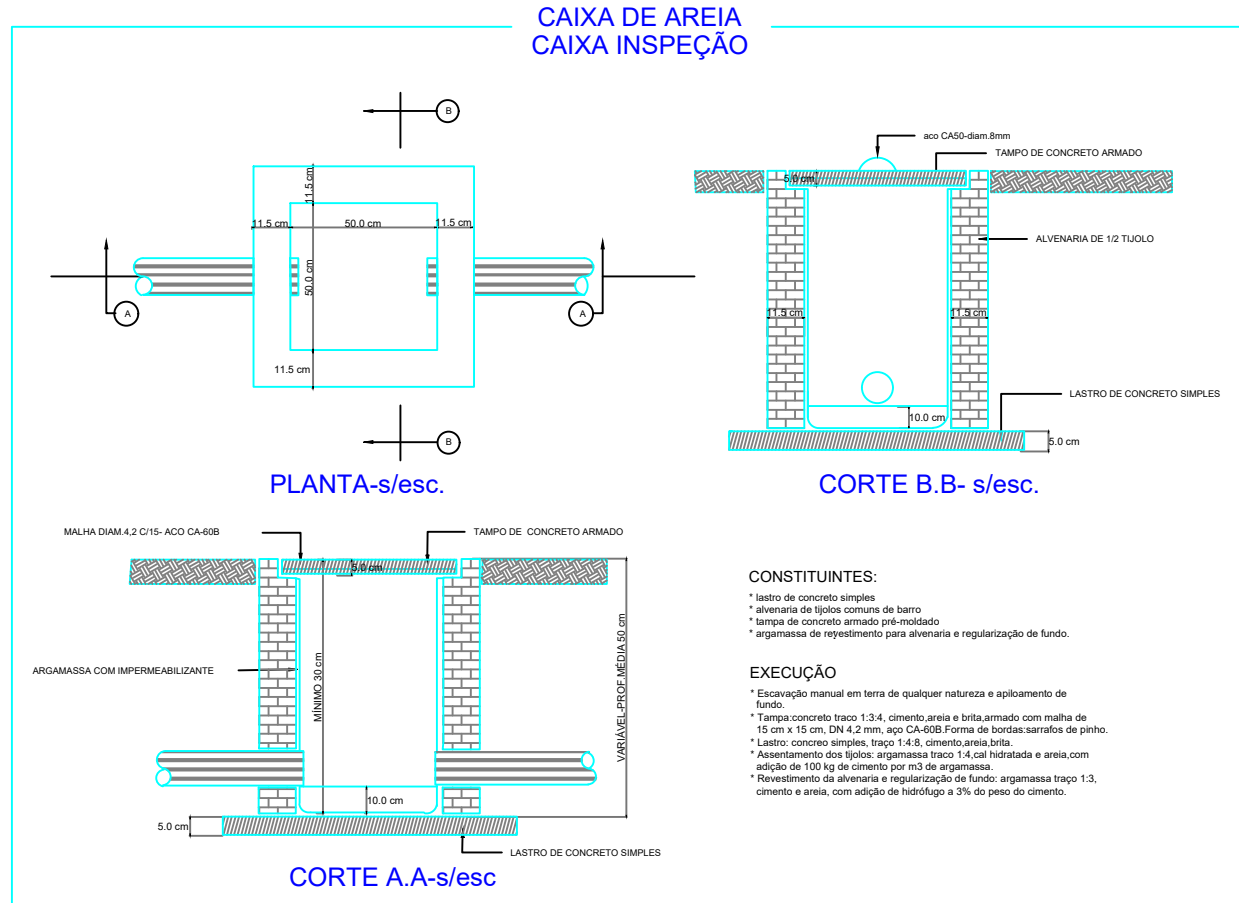 CAIXA DE AREIA
CAIXA INSPEÇÃO
B
11.5 cm
11.5 cm
50.0 cm
11.5 cm
50.0 cm
A
A
11.5 cm
B
PLANTA-s/esc.
aco CA50-diam.8mm
TAMPO DE CONCRETO ARMADO
5.0 cm
ALVENARIA DE 1/2 TIJOLO
11.5 cm
11.5 cm
LASTRO DE CONCRETO SIMPLES
10.0 cm
5.0 cm
CORTE B.B- s/esc.
MALHA DIAM.4,2 C/15- ACO CA-60B
TAMPO DE CONCRETO ARMADO
5.0 cm
ARGAMASSA COM IMPERMEABILIZANTE
MÍNIMO 30 cm
VARIÁVEL-PROF.MÉDIA 50 cm
10.0 cm
5.0 cm
LASTRO DE CONCRETO SIMPLES
CORTE A.A-s/esc
CONSTITUINTES:
* lastro de concreto simples
* alvenaria de tijolos comuns de barro
* tampa de concreto armado pré-moldado
* argamassa de revestimento para alvenaria e regularização de fundo.
EXECUÇÃO
* Escavação manual em terra de qualquer natureza e apiloamento de
fundo.
* Tampa:concreto traco 1:3:4, cimento,areia e brita,armado com malha de
15 cm x 15 cm, DN 4,2 mm, aço CA-60B.Forma de bordas:sarrafos de pinho.
* Lastro: concreo simples, traço 1:4:8, cimento,areia,brita.
* Assentamento dos tijolos: argamassa traco 1:4,cal hidratada e areia,com
adição de 100 kg de cimento por m3 de argamassa.
* Revestimento da alvenaria e regularização de fundo: argamassa traço 1:3,
cimento e areia, com adição de hidrófugo a 3% do peso do cimento.